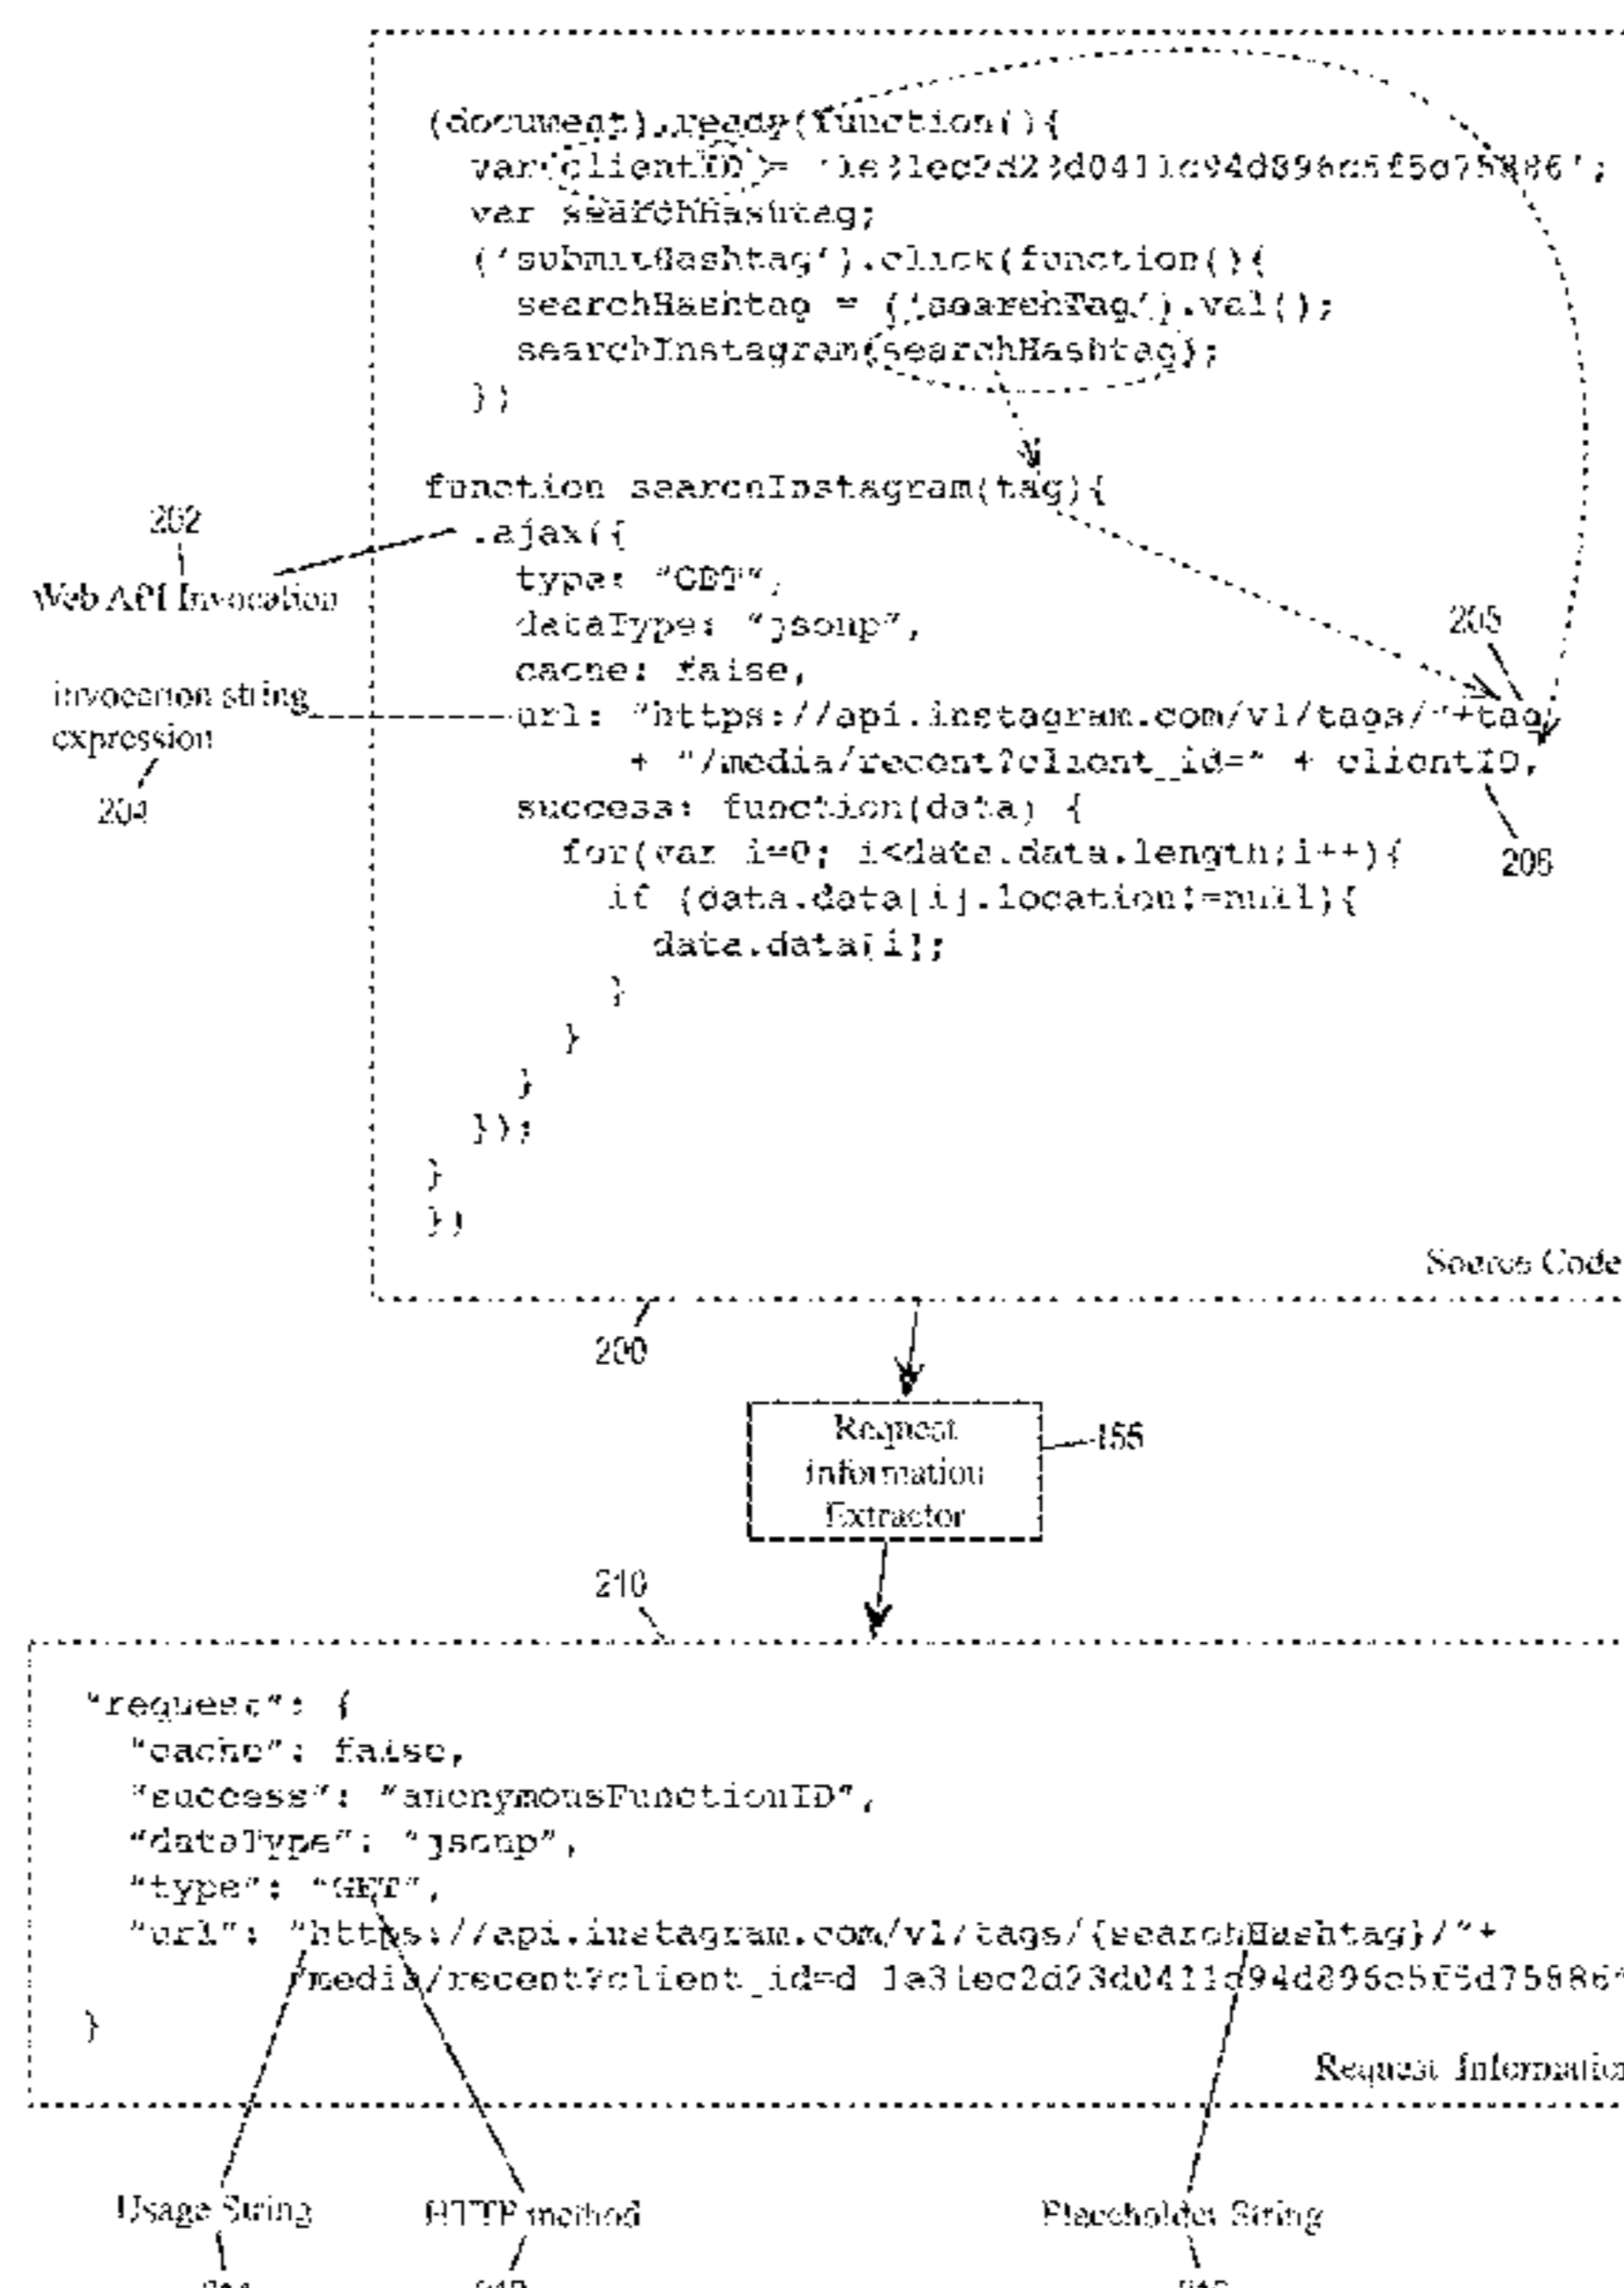 (document).ready(function(){
var clientID =
var searchHashtag;
('submitHashtag').click(function(){
searchHashtag = ('searchTag').val();
searchInstagram(searchHashtag);
})
function searchInstagram(tag){
202
.ajax({
Web API Invocation
type: "GET",
dataType: "jsonp",
205
cache: false,
invocation string
expression
url: "https://api.instagram.com/v1/tags/"+tag
+ "/media/recent?client_id=" + clientID,
204
success: function(data) {
for(var i=0; i<data.data.length;i++){
206
if (data.data[i].location!=null){
data.data[i];
}
}
}
});
}
})
Source Code
200
Request
Information
Extractor
155
210
"request": {
"cache": false,
"success": "anonymousFunctionID",
"dataType": "jsonp",
"type": "GET",
"url": "https://api.instagram.com/v1/tags/{searchHashtag}/"+
/media/recent?client_id=d
}
Request Information
Usage String
HTTP method
Placeholder String